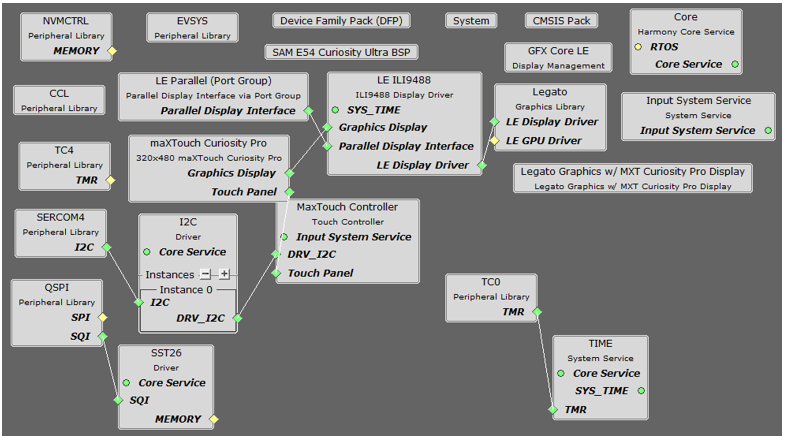 NVMCTRL
Peripheral Library
MEMORY
EVSYS
Peripheral Library
Device Family Pack (DFP)
System
CMSIS Pack
Core
Harmony Core Service
RTOS
Core Service
SAM E54 Curiosity Ultra BSP
GFX Core LE
Display Management
CCL
Peripheral Library
LE Parallel (Port Group)
Parallel Display Interface via Port Group
Parallel Display Interface
LE ILI9488
ILI9488 Display Driver
SYS_TIME
Graphics Display
Parallel Display Interface
LE Display Driver
Legato
Graphics Library
LE Display Driver
LE GPU Driver
Input System Service
System Service
Input System Service
TC4
Peripheral Library
TMR
maXTouch Curiosity Pro
320x480 maXTouch Curiosity Pro
Graphics Display
Touch Panel
Legato Graphics w/ MXT Curiosity Pro Display
Legato Graphics w/ MXT Curiosity Pro Display
SERCOM4
Peripheral Library
I2C
I2C
Driver
Core Service
Instances
Instance 0
I2C
DRV_I2C
MaxTouch Controller
Touch Controller
Input System Service
DRV_I2C
Touch Panel
QSPI
Peripheral Library
SPI
SQI
TC0
Peripheral Library
TMR
SST26
Driver
Core Service
SQI
MEMORY
TIME
System Service
Core Service
SYS_TIME
TMR